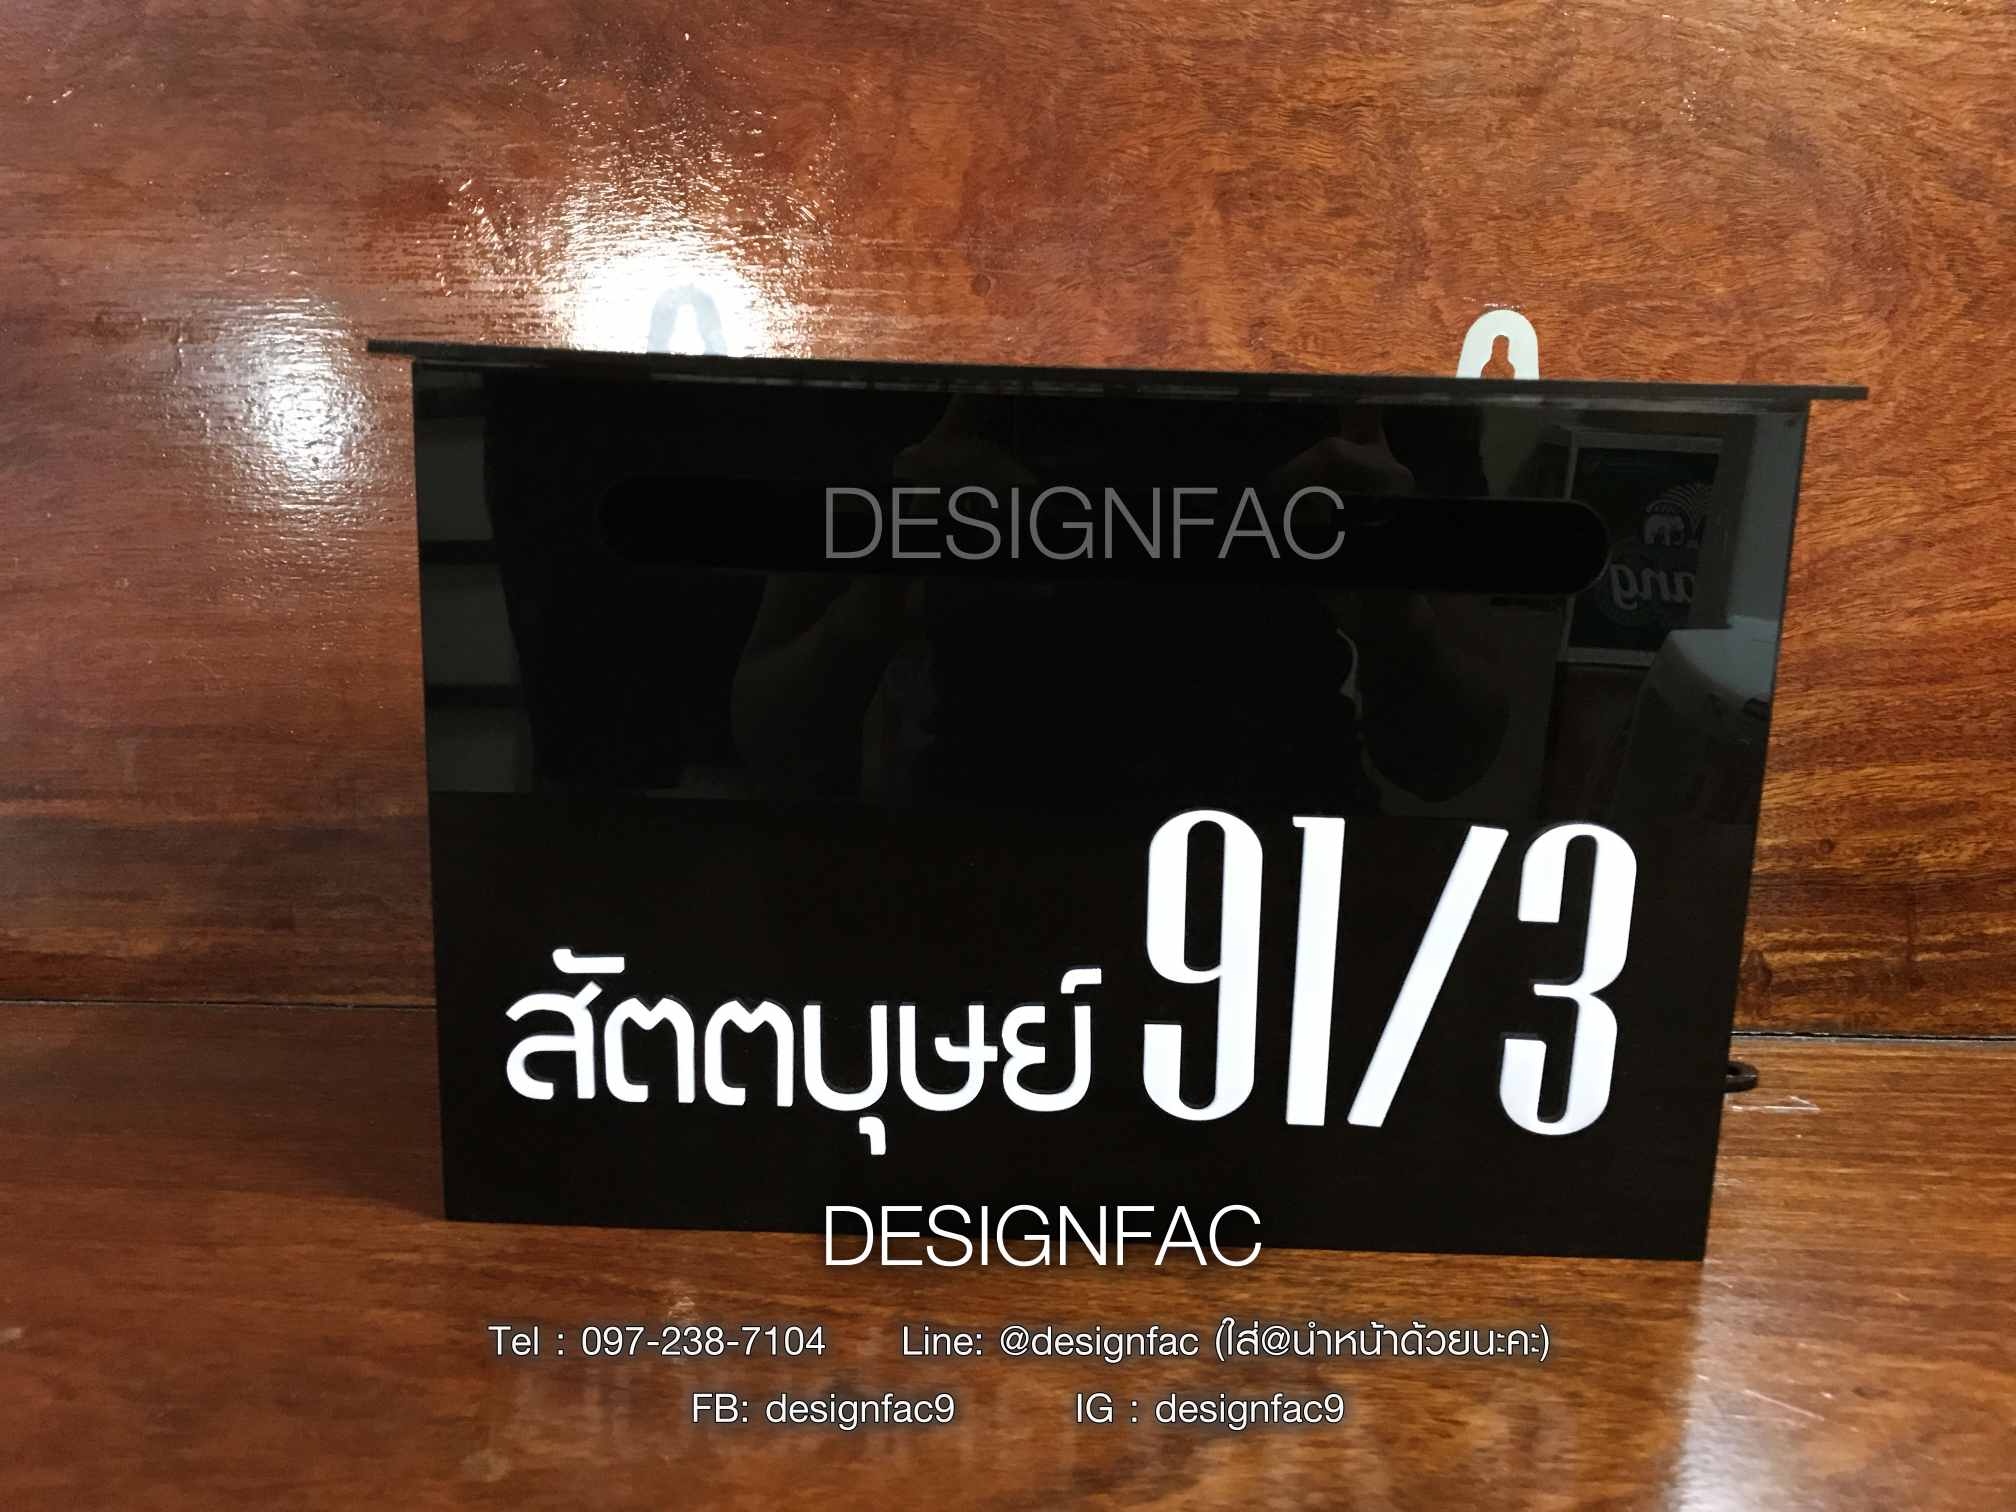 DESIGNFAC
สัตตบุษย์ 91/3
DESIGNFAC
Tel : 097-238-7104 Line: @designfac (ใส่@นำหน้าด้วยนะคะ)
FB: designfac9 IG : designfac9